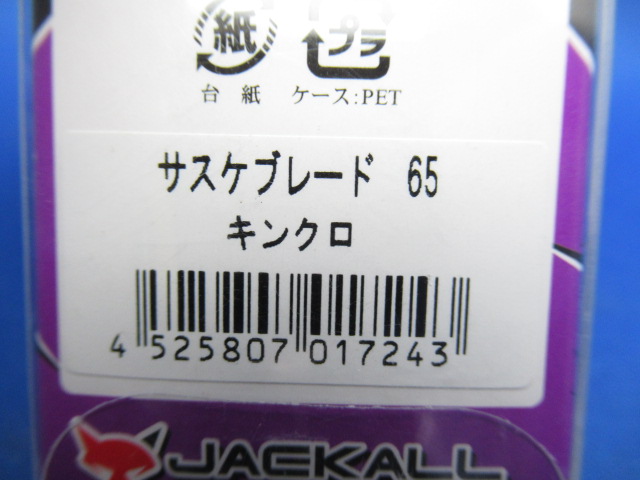 紙 プラ
台紙 ケース:PET
サスケブレード 65
キンクロ
4 525807 017243
JACKALL